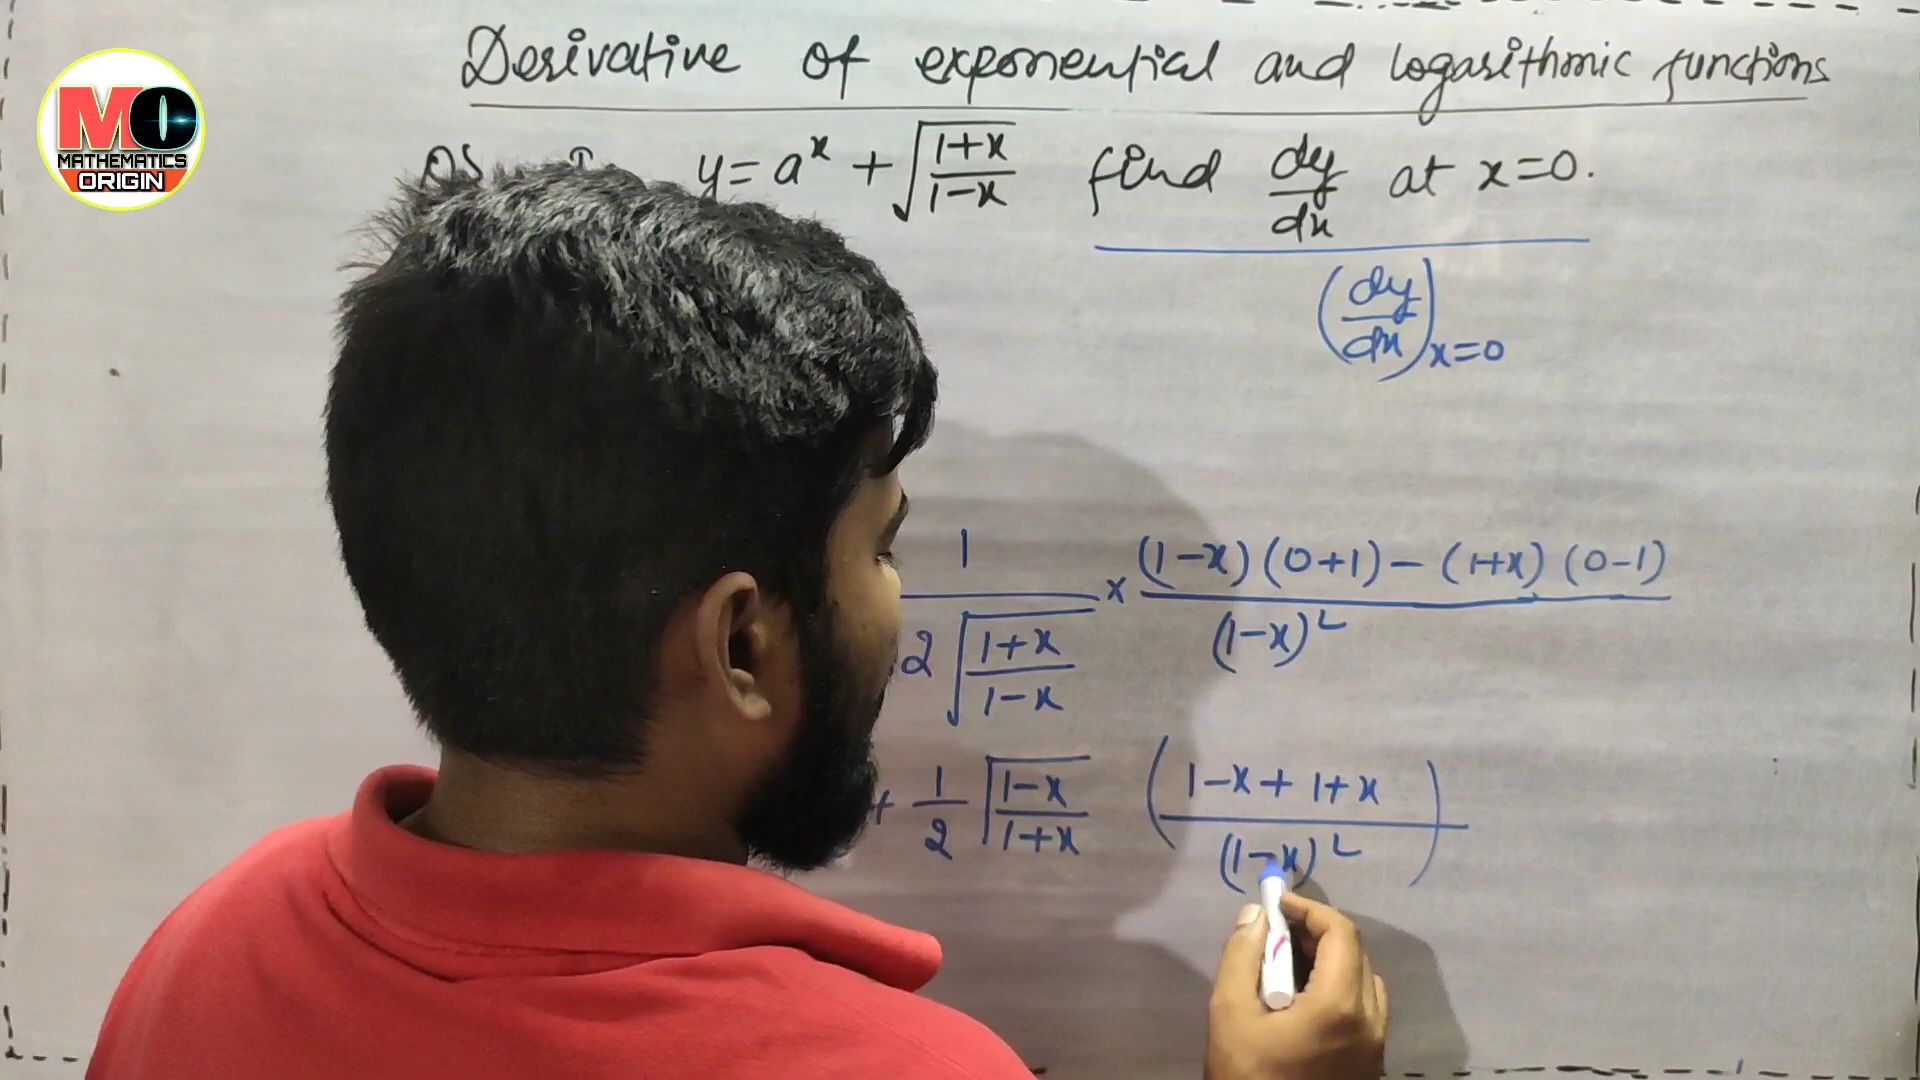 MO
MATHEMATICS
ORIGIN
Derivative of exponential and logarithmic functions
y = a^x + √((1+x)/(1-x)) find dy/dx at x=0.
(dy/dx)x=0
1/(2√((1+x)/(1-x))) × ((1-x)(0+1) - (1+x)(0-1))/(1-x)²
+ 1/2 √((1-x)/(1+x)) ((1-x+1+x)/(1-x)²)